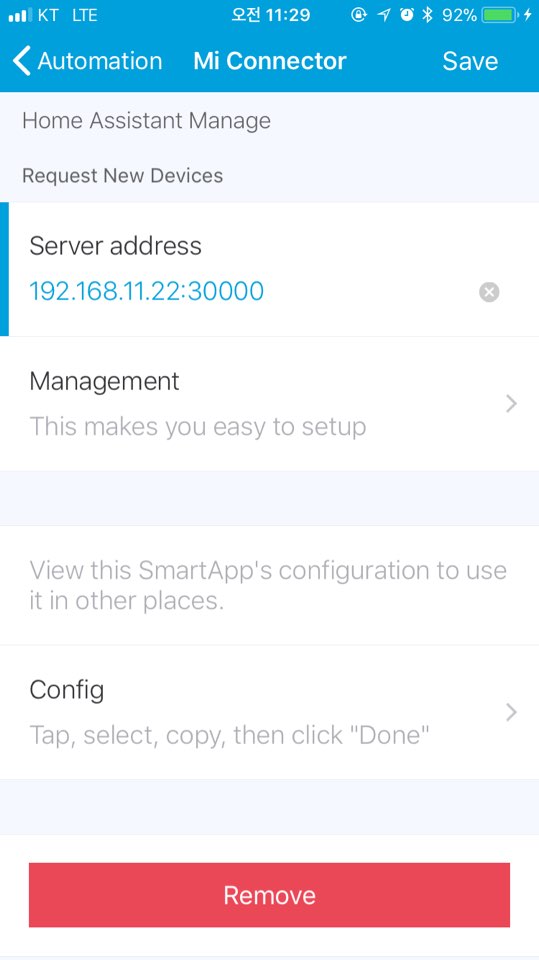 KT LTE 오전 11:29 92%
Automation Mi Connector Save
Home Assistant Manage
Request New Devices
Server address
192.168.11.22:30000
Management
This makes you easy to setup
View this SmartApp's configuration to use
it in other places.
Config
Tap, select, copy, then click "Done"
Remove